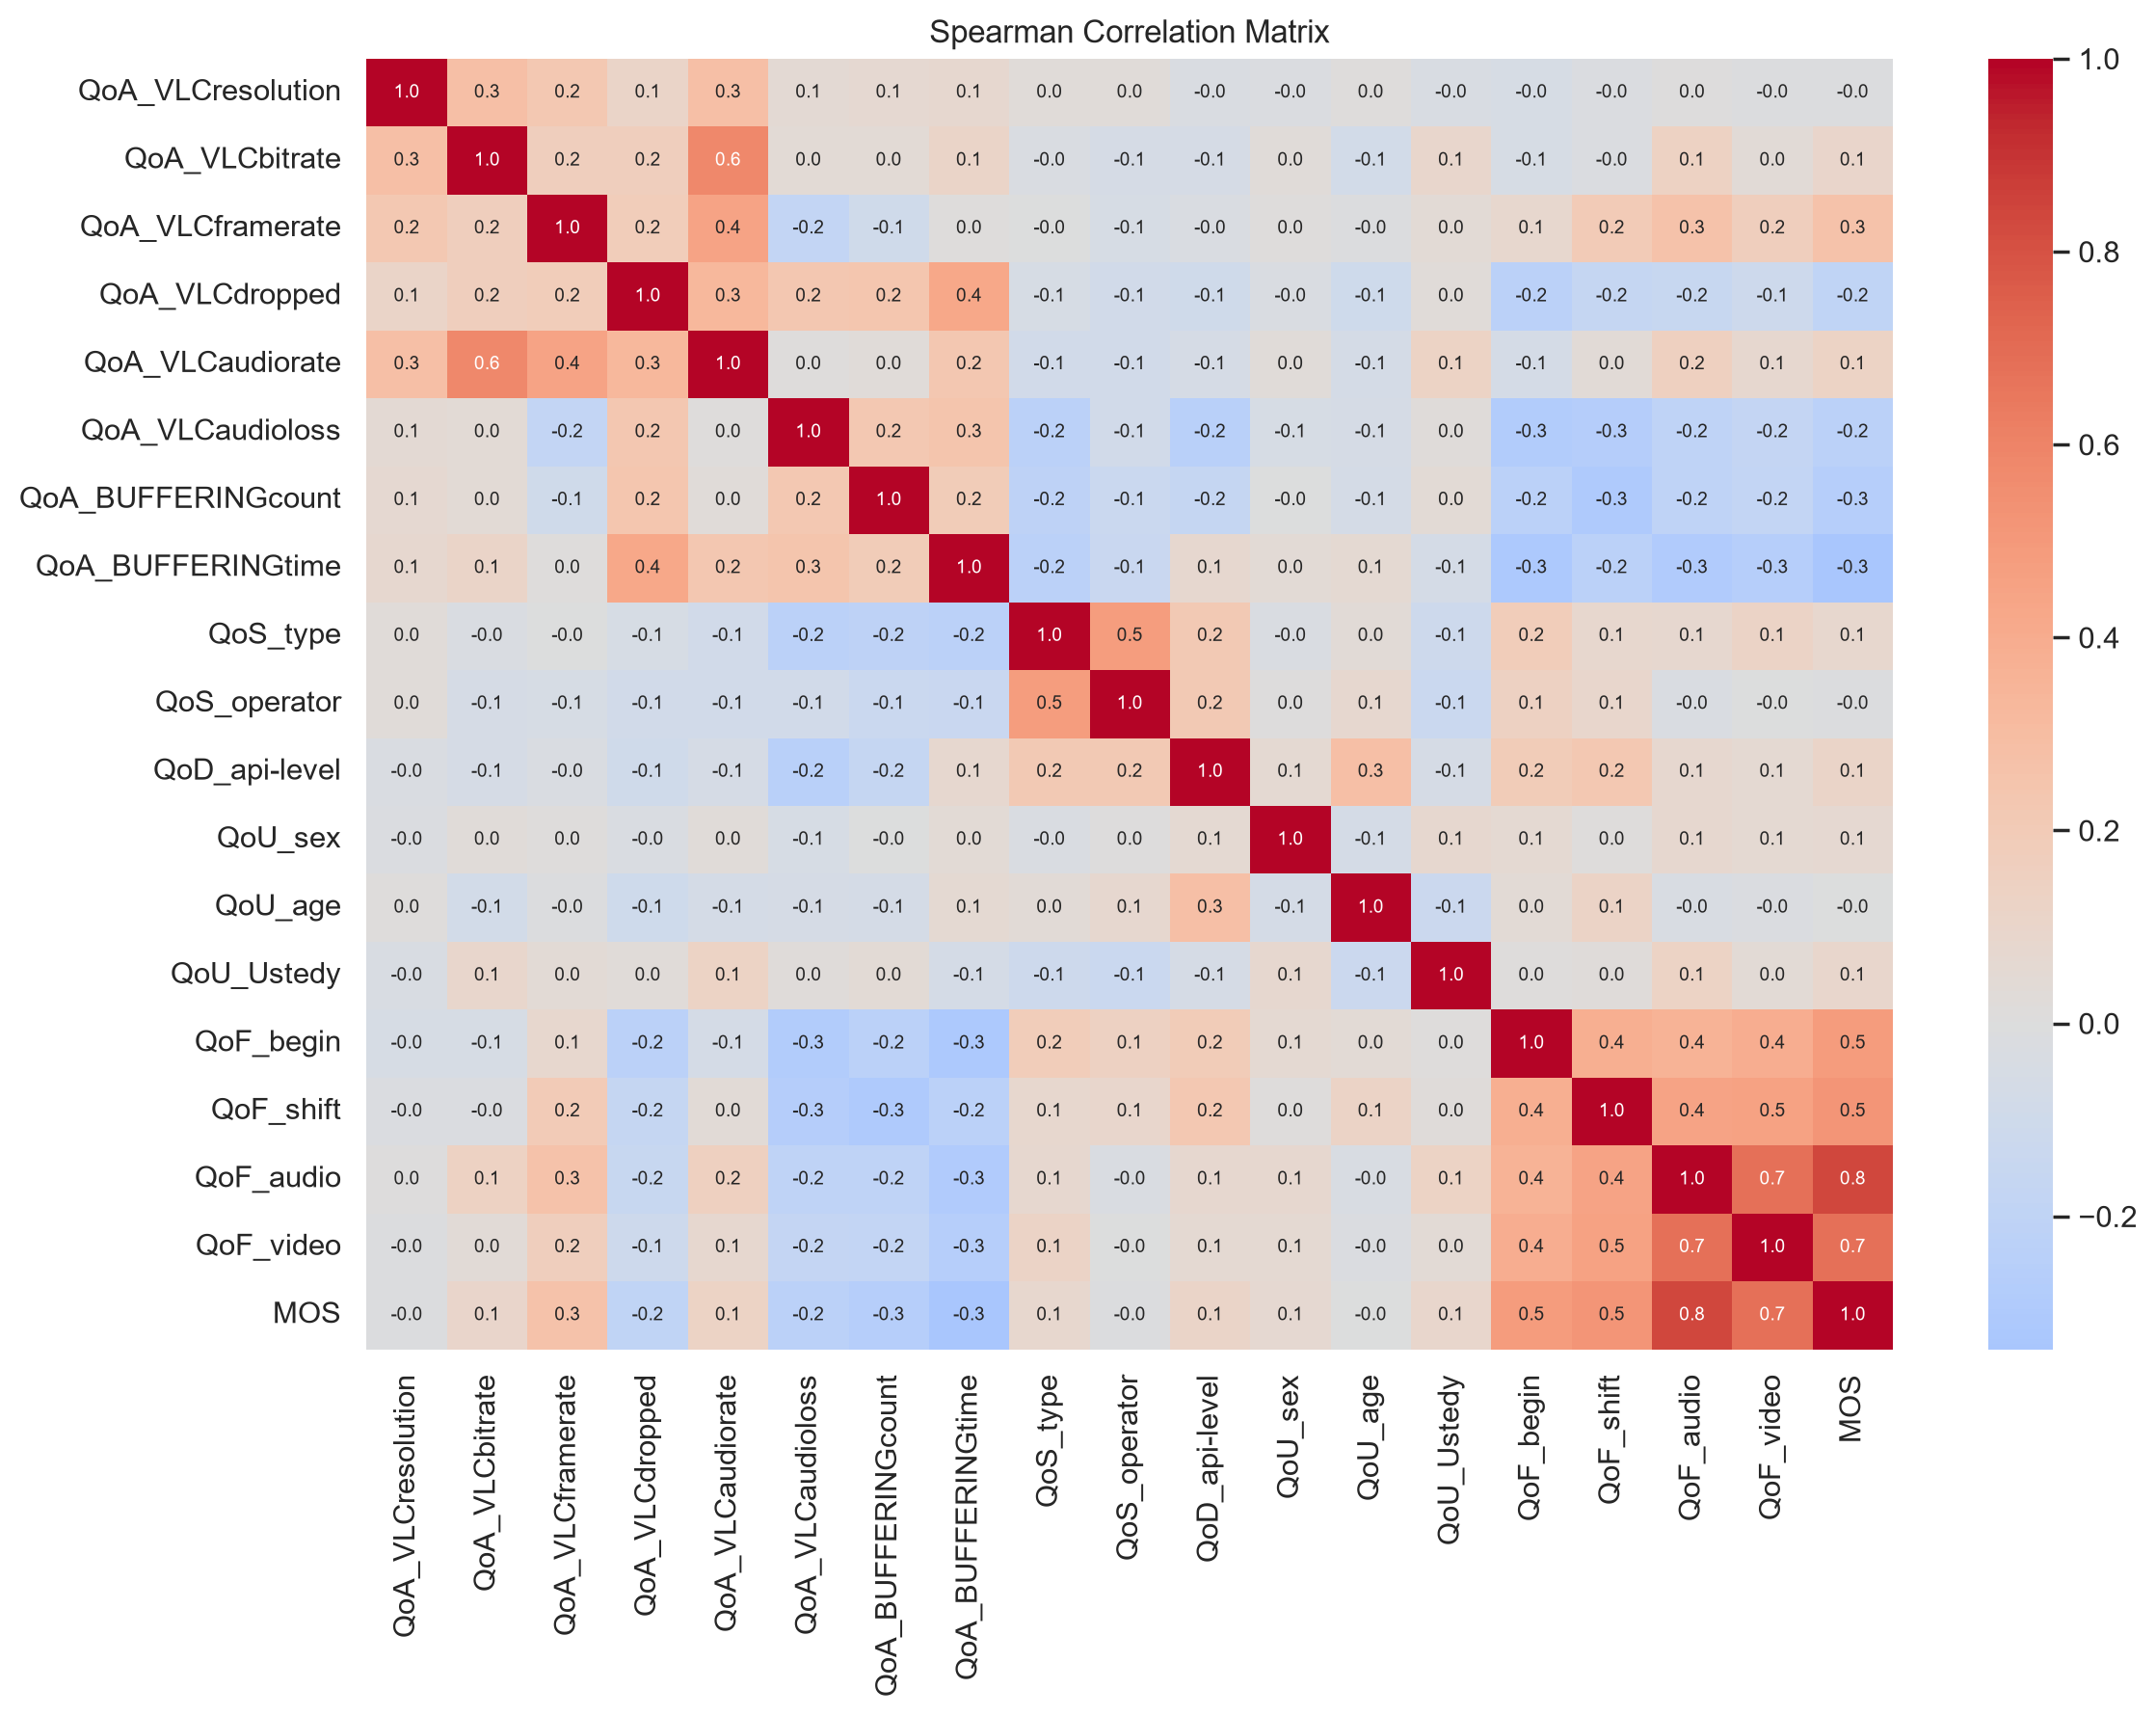 Spearman Correlation Matrix
QoA_VLCresolution 1.0 0.3 0.2 0.1 0.3 0.1 0.1 0.1 0.0 0.0 -0.0 -0.0 0.0 -0.0 -0.0 -0.0 0.0 -0.0 -0.0
QoA_VLCbitrate 0.3 1.0 0.2 0.2 0.6 0.0 0.0 0.1 -0.0 -0.1 -0.1 0.0 -0.1 0.1 -0.1 -0.0 0.1 0.0 0.1
QoA_VLCframerate 0.2 0.2 1.0 0.2 0.4 -0.2 -0.1 0.0 -0.0 -0.1 -0.0 0.0 -0.0 0.0 0.1 0.2 0.3 0.2 0.3
QoA_VLCdropped 0.1 0.2 0.2 1.0 0.3 0.2 0.2 0.4 -0.1 -0.1 -0.1 -0.0 -0.1 0.0 -0.2 -0.2 -0.2 -0.1 -0.2
QoA_VLCaudiorate 0.3 0.6 0.4 0.3 1.0 0.0 0.0 0.2 -0.1 -0.1 -0.1 0.0 -0.1 0.1 -0.1 0.0 0.2 0.1 0.1
QoA_VLCaudioloss 0.1 0.0 -0.2 0.2 0.0 1.0 0.2 0.3 -0.2 -0.1 -0.2 -0.1 -0.1 0.0 -0.3 -0.3 -0.2 -0.2 -0.2
QoA_BUFFERINGcount 0.1 0.0 -0.1 0.2 0.0 0.2 1.0 0.2 -0.2 -0.1 -0.2 -0.0 -0.1 0.0 -0.2 -0.3 -0.2 -0.2 -0.3
QoA_BUFFERINGtime 0.1 0.1 0.0 0.4 0.2 0.3 0.2 1.0 -0.2 -0.1 0.1 0.0 0.1 -0.1 -0.3 -0.2 -0.3 -0.3 -0.3
QoS_type 0.0 -0.0 -0.0 -0.1 -0.1 -0.2 -0.2 -0.2 1.0 0.5 0.2 -0.0 0.0 -0.1 0.2 0.1 0.1 0.1 0.1
QoS_operator 0.0 -0.1 -0.1 -0.1 -0.1 -0.1 -0.1 -0.1 0.5 1.0 0.2 0.0 0.1 -0.1 0.1 0.1 -0.0 -0.0 -0.0
QoD_api-level -0.0 -0.1 -0.0 -0.1 -0.1 -0.2 -0.2 0.1 0.2 0.2 1.0 0.1 0.3 -0.1 0.2 0.2 0.1 0.1 0.1
QoU_sex -0.0 0.0 0.0 -0.0 0.0 -0.1 -0.0 0.0 -0.0 0.0 0.1 1.0 -0.1 0.1 0.1 0.0 0.1 0.1 0.1
QoU_age 0.0 -0.1 -0.0 -0.1 -0.1 -0.1 -0.1 0.1 0.0 0.1 0.3 -0.1 1.0 -0.1 0.0 0.1 -0.0 -0.0 -0.0
QoU_Ustedy -0.0 0.1 0.0 0.0 0.1 0.0 0.0 -0.1 -0.1 -0.1 -0.1 0.1 -0.1 1.0 0.0 0.0 0.1 0.0 0.1
QoF_begin -0.0 -0.1 0.1 -0.2 -0.1 -0.3 -0.2 -0.3 0.2 0.1 0.2 0.1 0.0 0.0 1.0 0.4 0.4 0.4 0.5
QoF_shift -0.0 -0.0 0.2 -0.2 0.0 -0.3 -0.3 -0.2 0.1 0.1 0.2 0.0 0.1 0.0 0.4 1.0 0.4 0.5 0.5
QoF_audio 0.0 0.1 0.3 -0.2 0.2 -0.2 -0.2 -0.3 0.1 -0.0 0.1 0.1 -0.0 0.1 0.4 0.4 1.0 0.7 0.8
QoF_video -0.0 0.0 0.2 -0.1 0.1 -0.2 -0.2 -0.3 0.1 -0.0 0.1 0.1 -0.0 0.0 0.4 0.5 0.7 1.0 0.7
MOS -0.0 0.1 0.3 -0.2 0.1 -0.2 -0.3 -0.3 0.1 -0.0 0.1 0.1 -0.0 0.1 0.5 0.5 0.8 0.7 1.0
QoA_VLCresolution
QoA_VLCbitrate
QoA_VLCframerate
QoA_VLCdropped
QoA_VLCaudiorate
QoA_VLCaudioloss
QoA_BUFFERINGcount
QoA_BUFFERINGtime
QoS_type
QoS_operator
QoD_api-level
QoU_sex
QoU_age
QoU_Ustedy
QoF_begin
QoF_shift
QoF_audio
QoF_video
MOS
1.0
0.8
0.6
0.4
0.2
0.0
−0.2